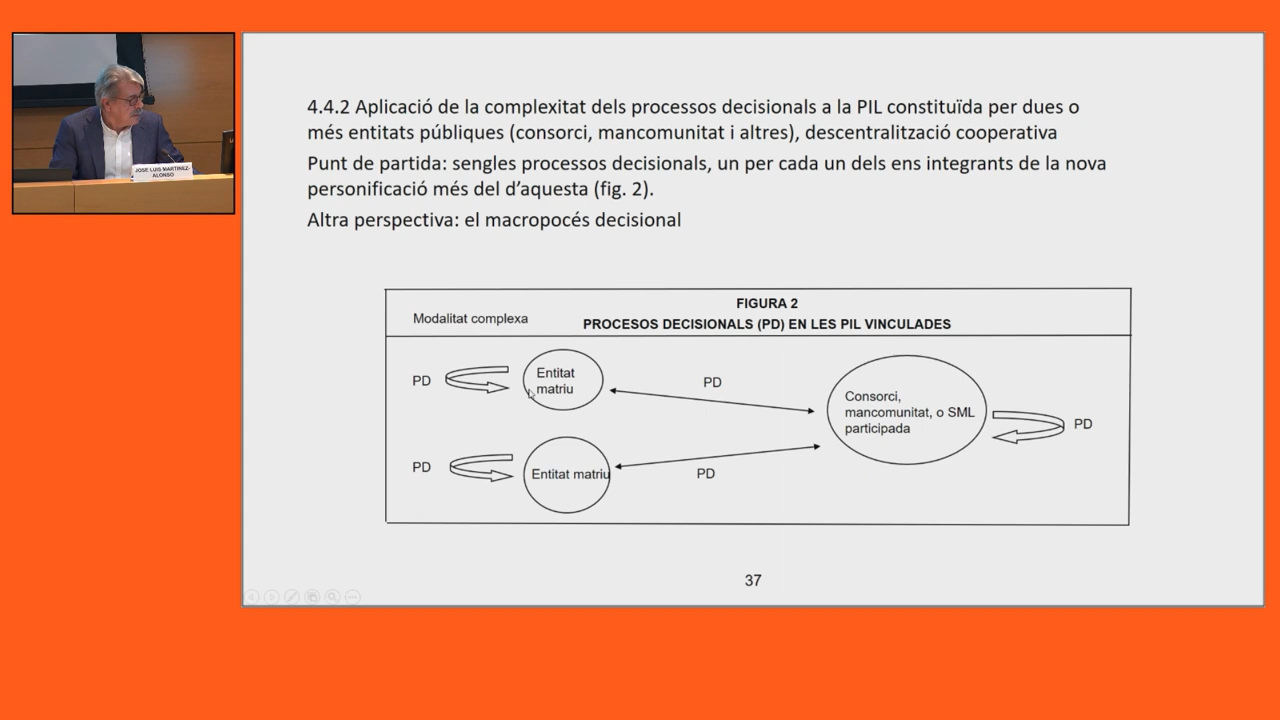 JOSE LUIS MARTINEZ-
ALONSO
4.4.2 Aplicació de la complexitat dels processos decisionals a la PIL constituïda per dues o
més entitats públiques (consorci, mancomunitat i altres), descentralització cooperativa
Punt de partida: sengles processos decisionals, un per cada un dels ens integrants de la nova
personificació més del d’aquesta (fig. 2).
Altra perspectiva: el macropocés decisional
FIGURA 2
Modalitat complexa
PROCESOS DECISIONALS (PD) EN LES PIL VINCULADES
PD
Entitat
matriu
PD
Consorci,
mancomunitat, o SML
participada
PD
PD
Entitat matriu
PD
37